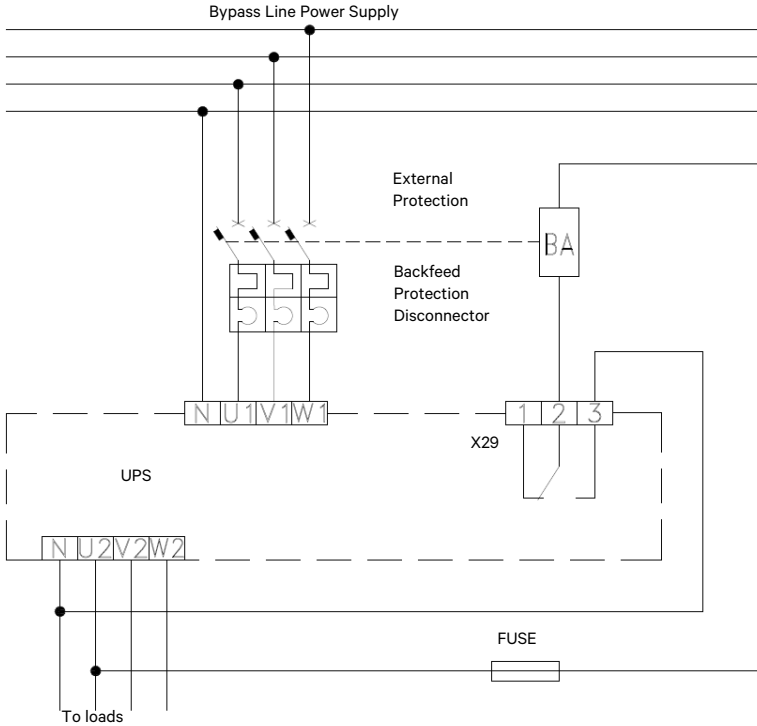 Bypass Line Power Supply
External
Protection
BA
Backfeed
Protection
Disconnector
N U1 V1 W1
1 2 3
X29
UPS
N U2 V2 W2
FUSE
To loads